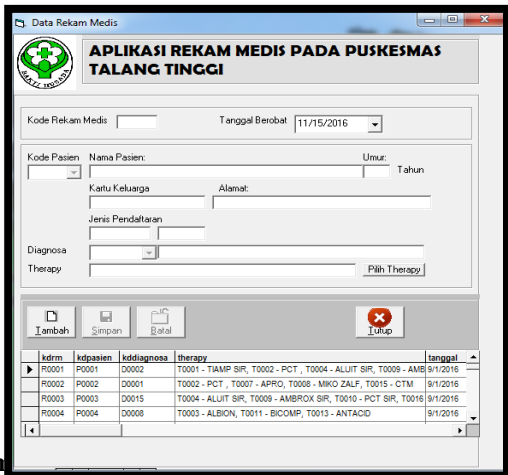 Data Rekam Medis
APLIKASI REKAM MEDIS PADA PUSKESMAS
TALANG TINGGI
Kode Rekam Medis
Tanggal Berobat 11/15/2016
Kode Pasien Nama Pasien: Umur:
Tahun
Kartu Keluarga Alamat:
Jenis Pendaftaran
Diagnosa
Therapy Pilih Therapy
Tambah Simpan Batal Tutup
kdrm kdpasien kddiagnosa therapy tanggal
R0001 P0001 D0002 T0001 - TIAMP SIR, T0002 - PCT , T0004 - ALUIT SIR, T0009 - AMB 9/1/2016
R0002 P0002 D0001 T0002 - PCT , T0007 - APRO, T0008 - MIKO ZALF, T0015 - CTM 9/1/2016
R0003 P0003 D0015 T0004 - ALUIT SIR, T0009 - AMBROX SIR, T0010 - PCT SIR, T0016 9/1/2016
R0004 P0004 D0008 T0003 - ALBION, T0011 - BICOMP, T0013 - ANTACID 9/1/2016